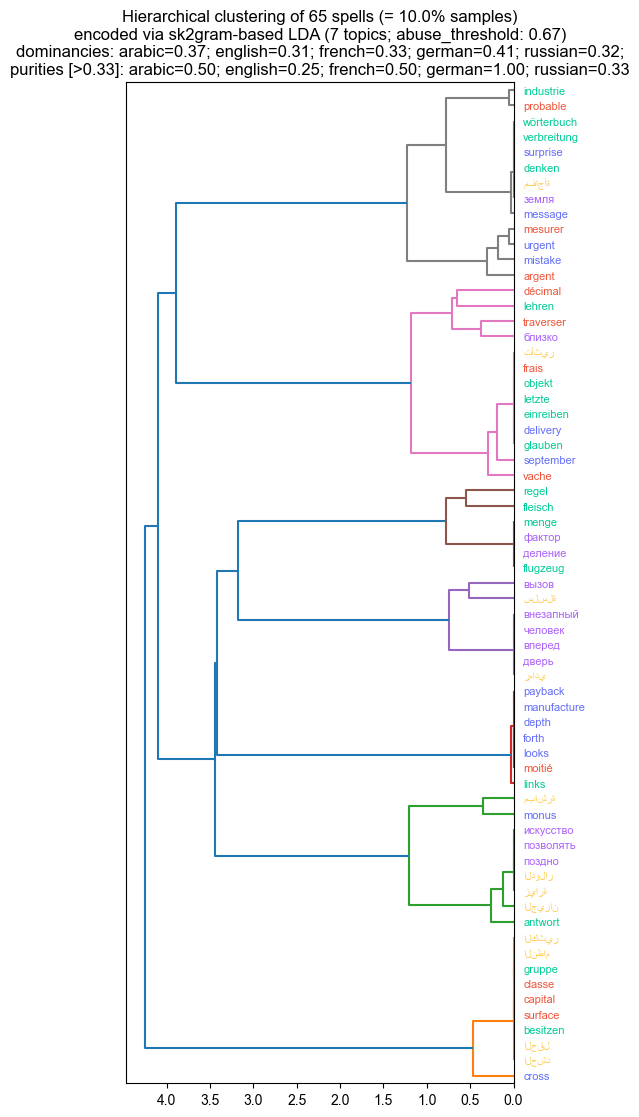 Hierarchical clustering of 65 spells (= 10.0% samples)
encoded via sk2gram-based LDA (7 topics; abuse_threshold: 0.67)
dominancies: arabic=0.37; english=0.31; french=0.33; german=0.41; russian=0.32;
purities [>0.33]: arabic=0.50; english=0.25; french=0.50; german=1.00; russian=0.33
industrie
probable
wörterbuch
verbreitung
surprise
denken
مفاجأة
земля
message
mesurer
urgent
mistake
argent
décimal
lehren
traverser
близко
تأثير
frais
objekt
letzte
einreiben
delivery
glauben
september
vache
regel
fleisch
menge
фактор
деление
flugzeug
вызов
سلسلة
внезапный
человек
вперед
дверь
رمادي
payback
manufacture
depth
forth
looks
moitié
links
مباشرة
monus
искусство
позволять
поздно
الدولار
زيارة
الجيران
antwort
الكثير
النظام
gruppe
classe
capital
surface
besitzen
الحقل
الحشد
cross
4.0 3.5 3.0 2.5 2.0 1.5 1.0 0.5 0.0